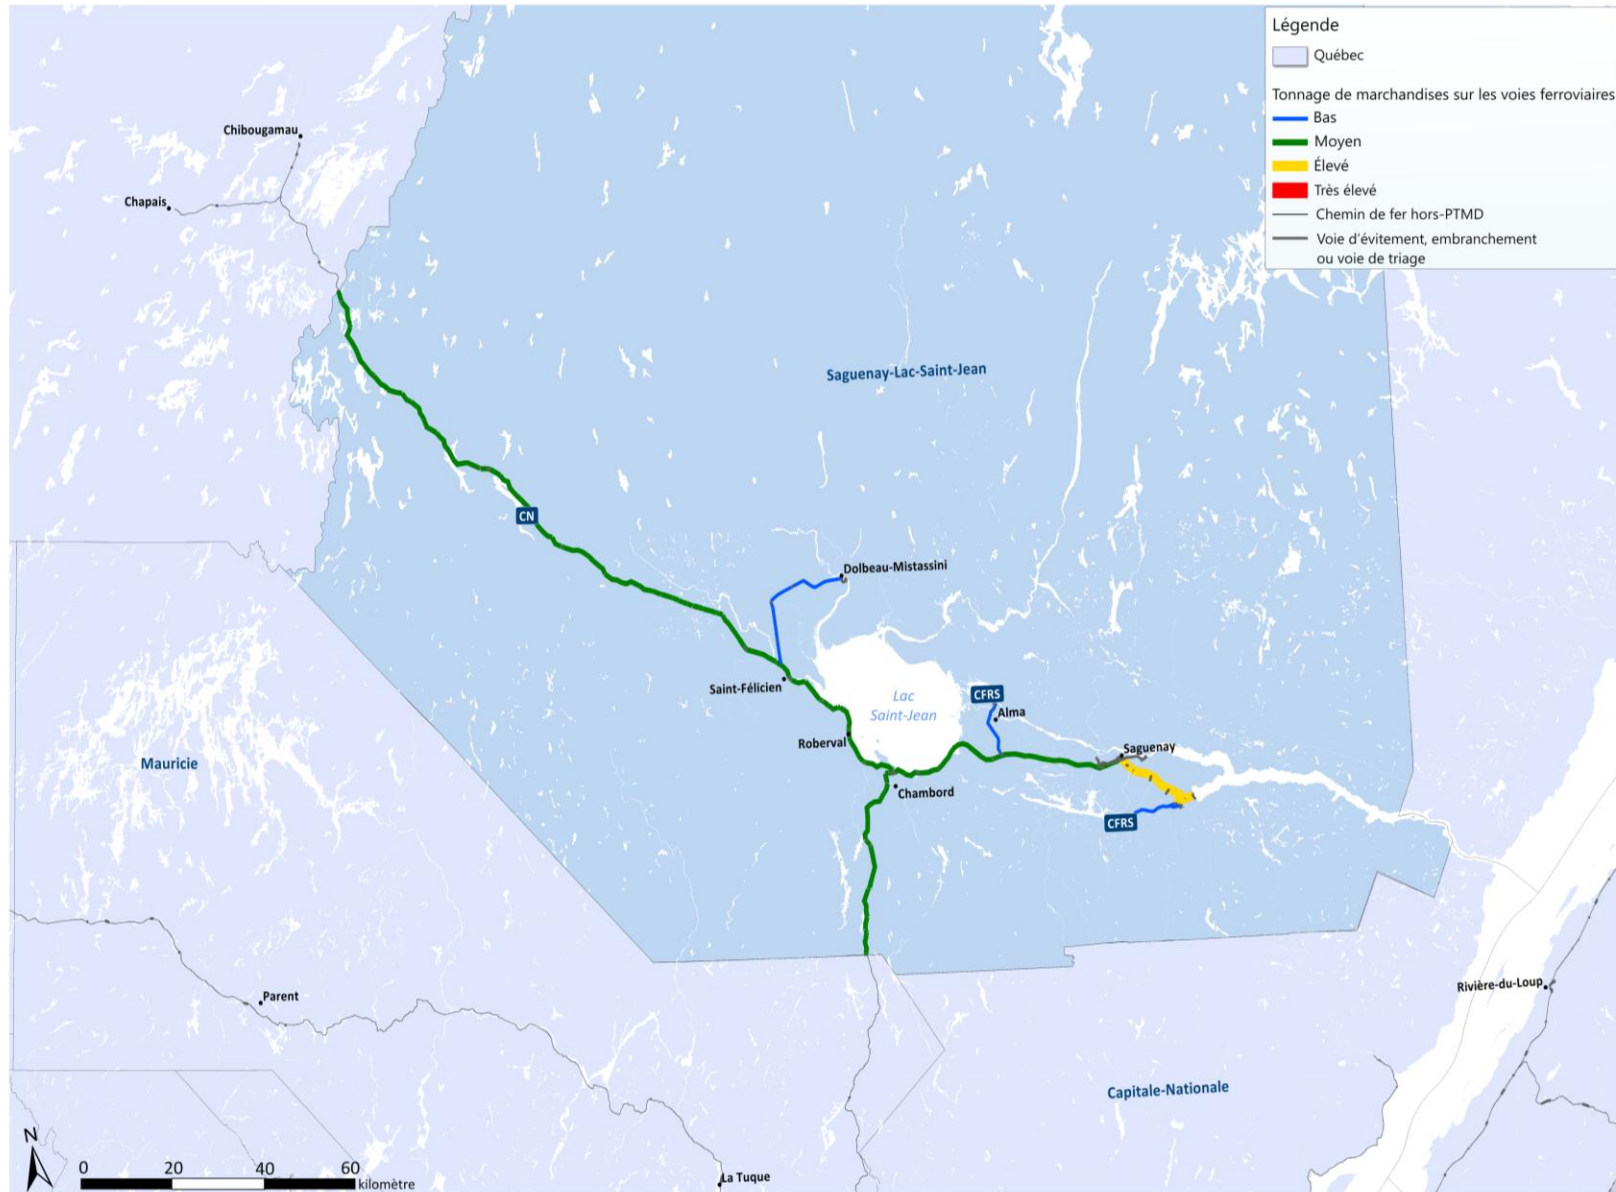 Légende
Québec
Tonnage de marchandises sur les voies ferroviaires
Bas
Moyen
Élevé
Très élevé
Chemin de fer hors-PTMD
Voie d'évitement, embranchement
ou voie de triage
Chibougamau
Chapais
Saguenay-Lac-Saint-Jean
CN
Dolbeau-Mistassini
Saint-Félicien
Lac
Saint-Jean
CFRS
Alma
Roberval
Saguenay
Mauricie
Chambord
CFRS
Parent
Rivière-du-Loup
Capitale-Nationale
N
0 20 40 60
kilomètre
La Tuque